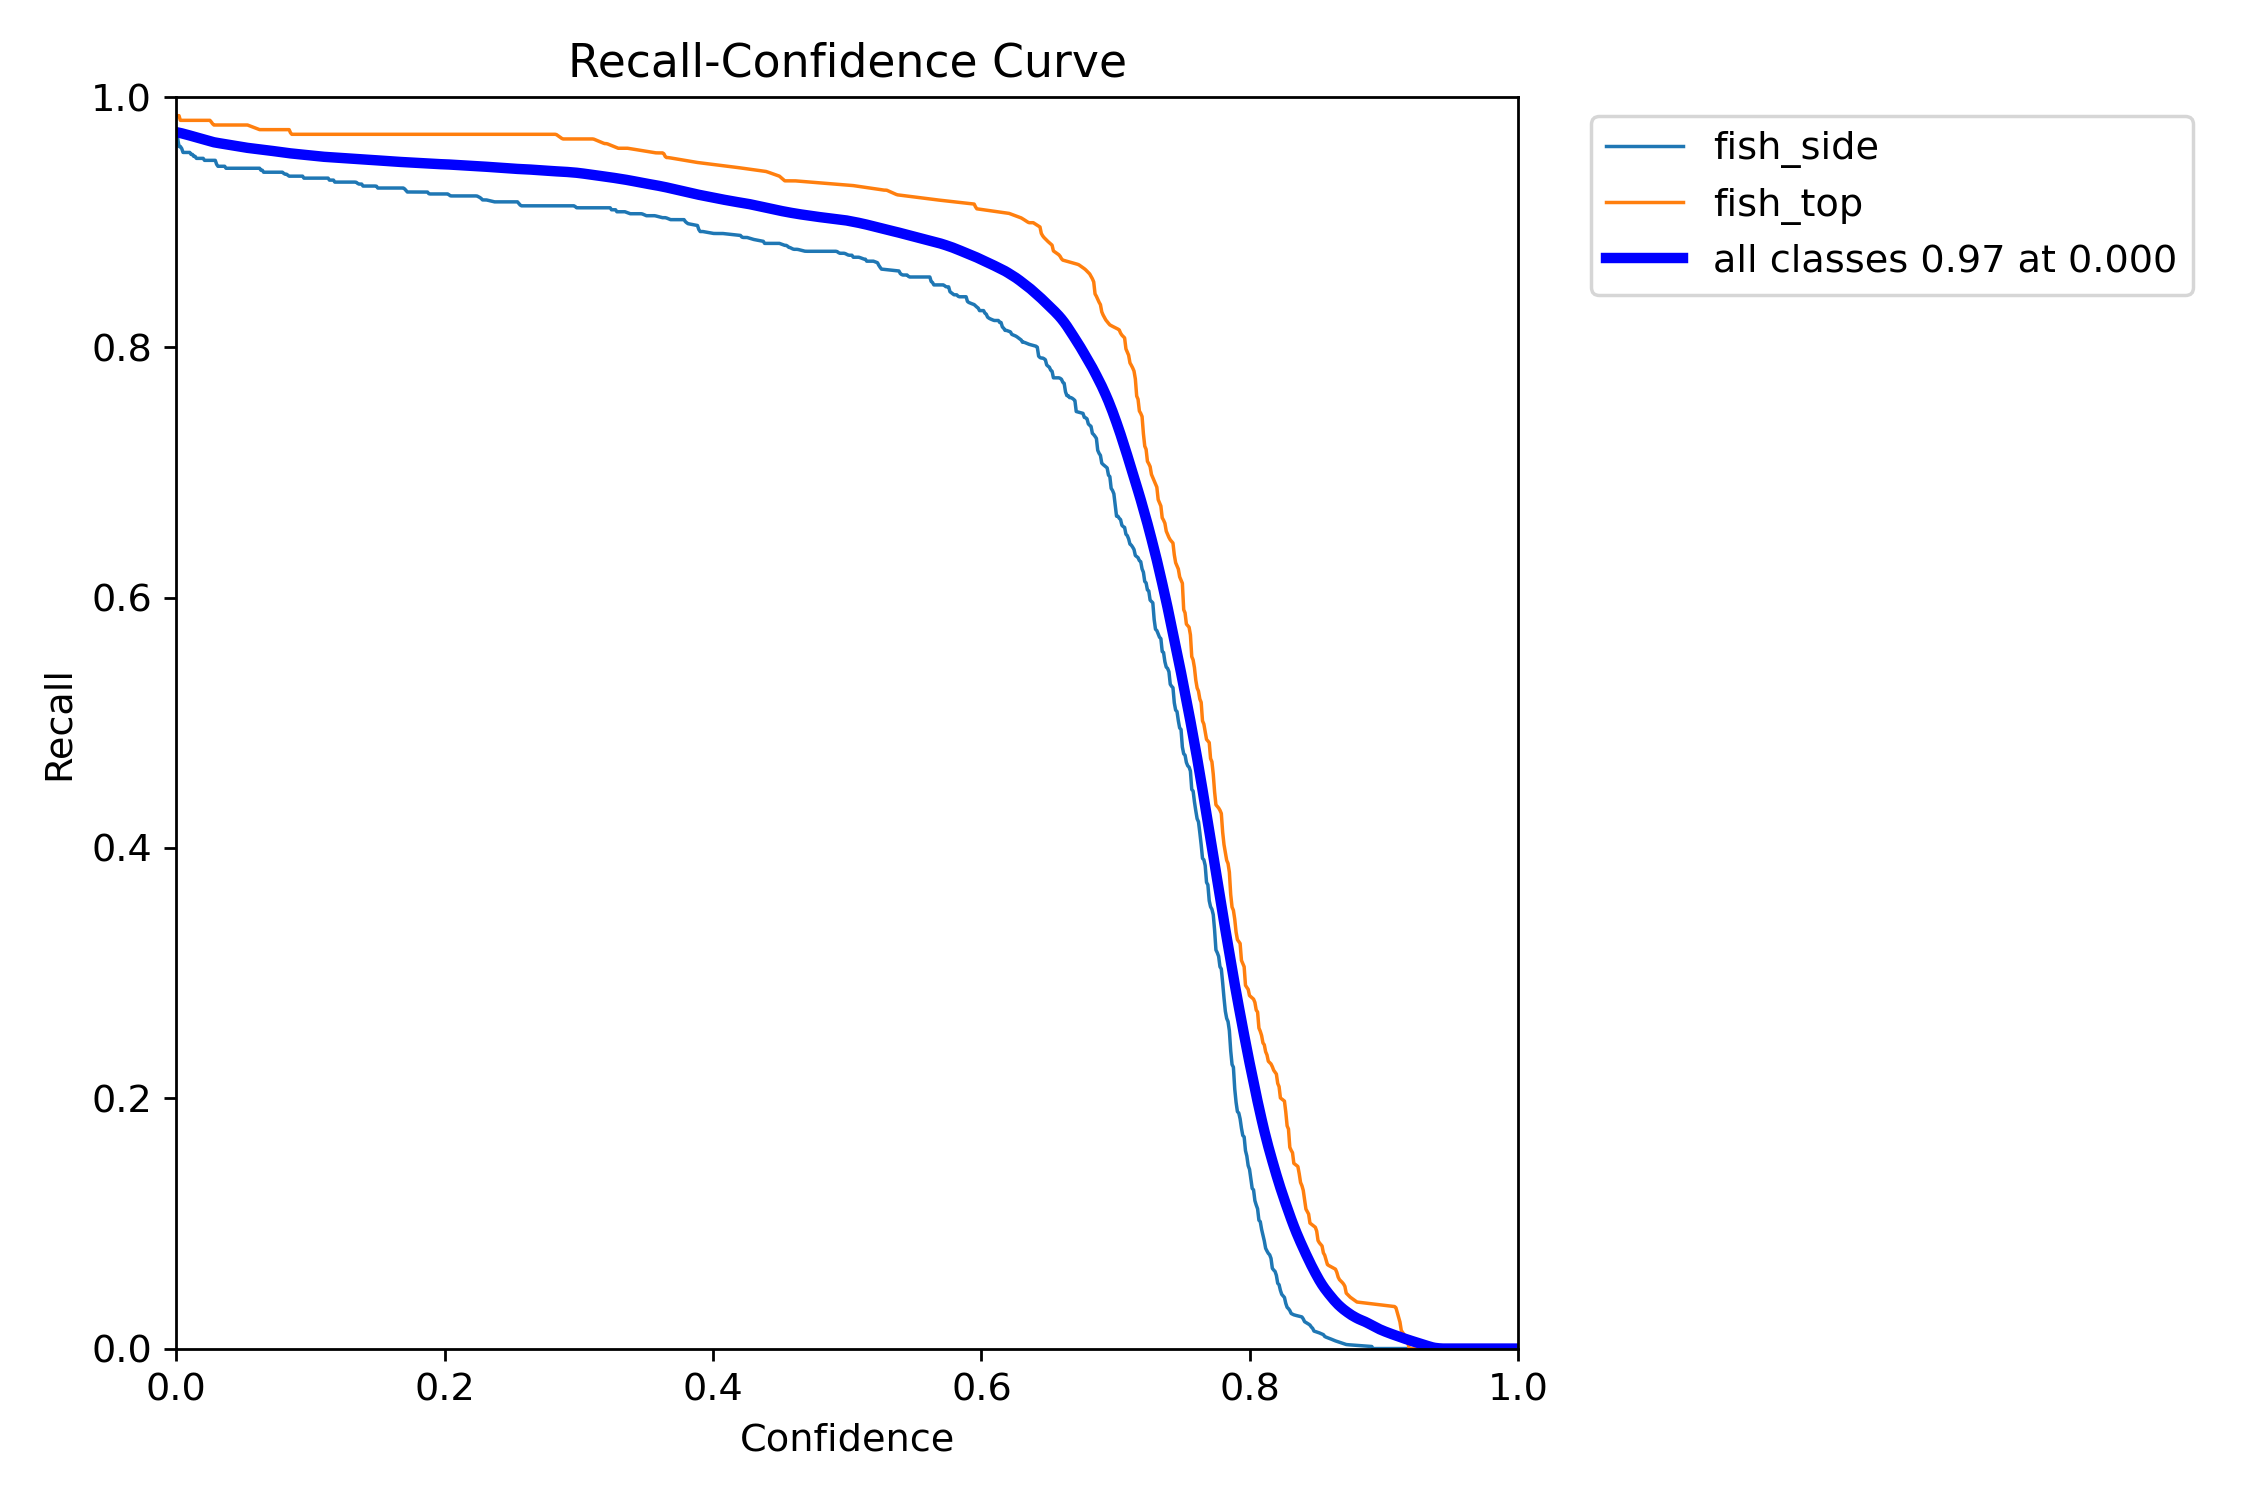 Recall-Confidence Curve
1.0
0.8
0.6
0.4
0.2
0.0
Recall
0.0 0.2 0.4 0.6 0.8 1.0
Confidence
fish_side
fish_top
all classes 0.97 at 0.000